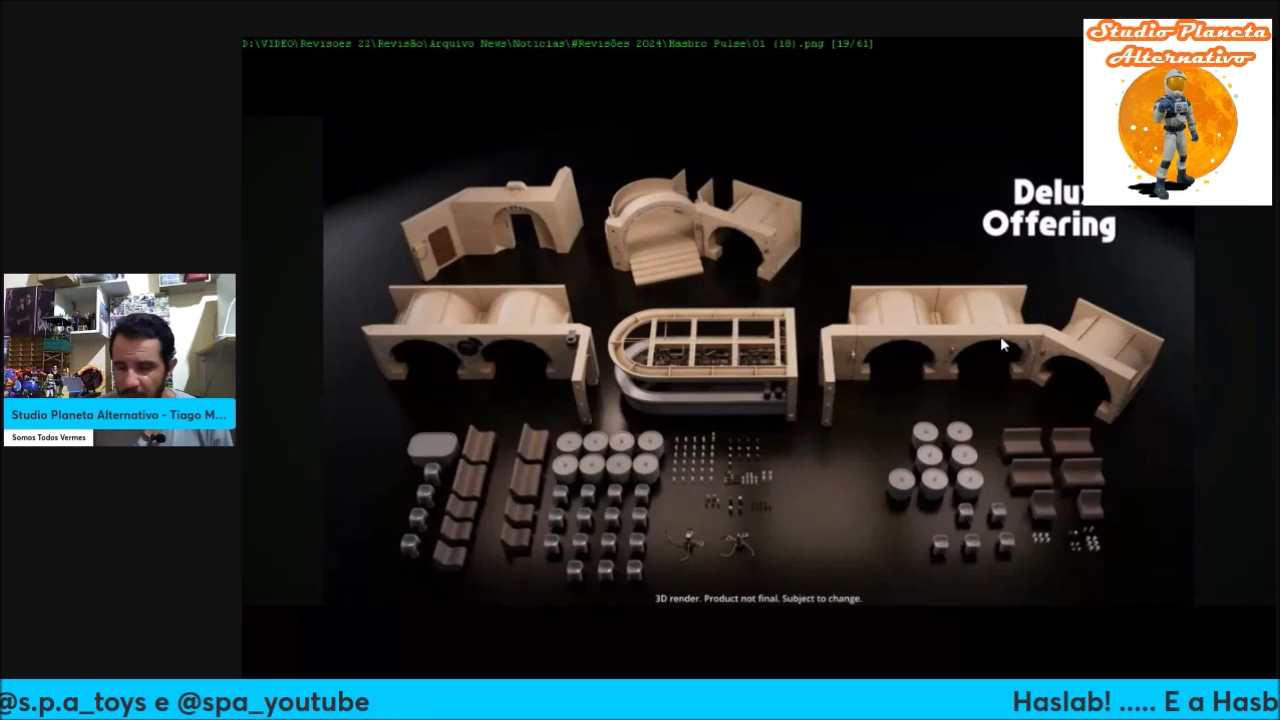 D:\VIDEO\Revisoes 22\Revisão\Arquivo News\Noticias\#Revisões 2024\Hasbro Pulse\01 (18).png [19/61]
Studio Planeta
Alternativo
Delu
Offering
Studio Planeta Alternativo - Tiago M...
Somos Todos Vermes
3D render. Product not final. Subject to change.
@s.p.a_toys e @spa_youtube
Haslab! ..... E a Hasb